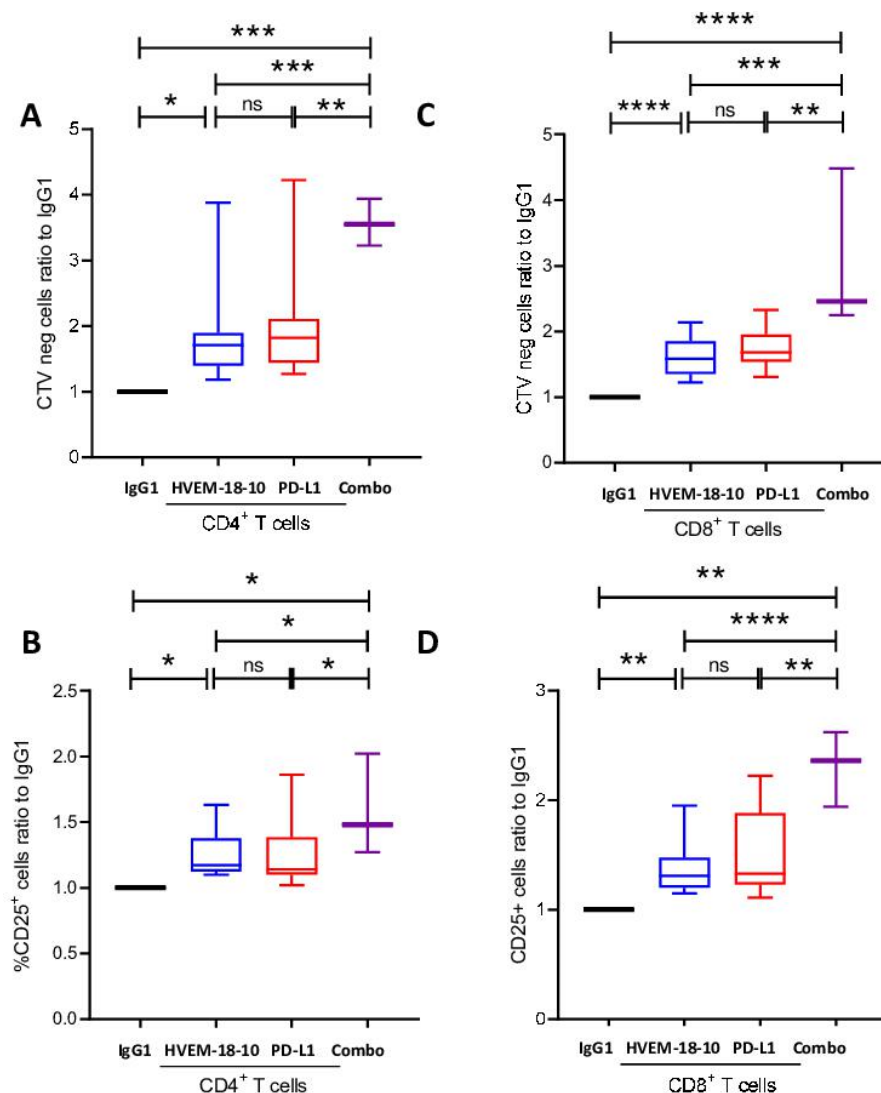 A
***
***
* ns **
CTV neg cells ratio to IgG1
5
4
3
2
1
0
IgG1 HVEM-18-10 PD-L1 Combo
CD4+ T cells
C
****
***
**** ns **
CTV neg cells ratio to IgG1
5
4
3
2
1
0
IgG1 HVEM-18-10 PD-L1 Combo
CD8+ T cells
B
*
*
* ns *
%CD25+ cells ratio to IgG1
2.5
2.0
1.5
1.0
0.5
0.0
IgG1 HVEM-18-10 PD-L1 Combo
CD4+ T cells
D
**
****
** ns **
CD25+ cells ratio to IgG1
3
2
1
0
IgG1 HVEM-18-10 PD-L1 Combo
CD8+ T cells